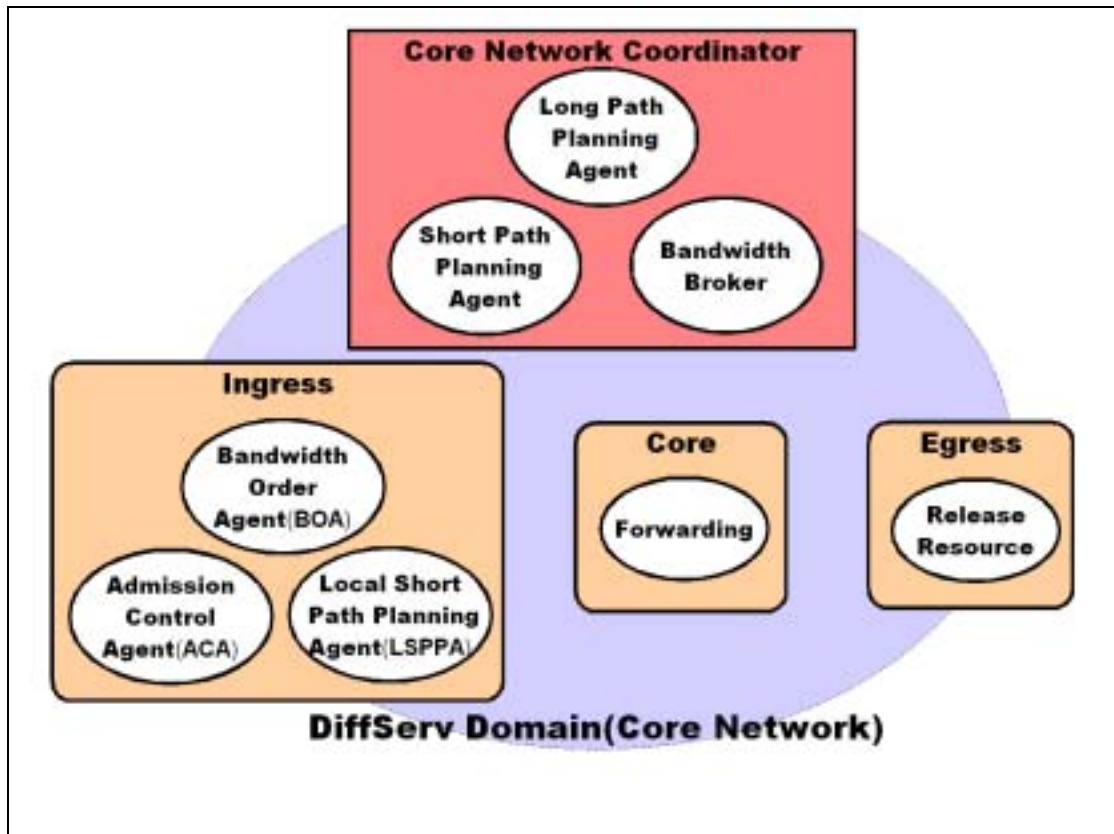 Core Network Coordinator
Long Path
Planning
Agent
Short Path
Planning
Agent
Bandwidth
Broker
Ingress
Bandwidth
Order
Agent(BOA)
Admission
Control
Agent(ACA)
Local Short
Path Planning
Agent(LSPPA)
Core
Forwarding
Egress
Release
Resource
DiffServ Domain(Core Network)